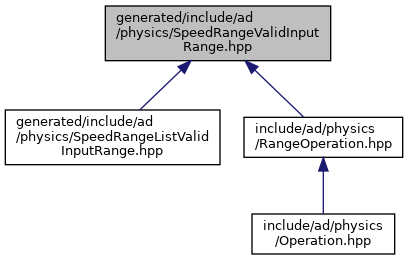 generated/include/ad
/physics/SpeedRangeValidInput
Range.hpp
generated/include/ad
/physics/SpeedRangeListValid
InputRange.hpp
include/ad/physics
/RangeOperation.hpp
include/ad/physics
/Operation.hpp